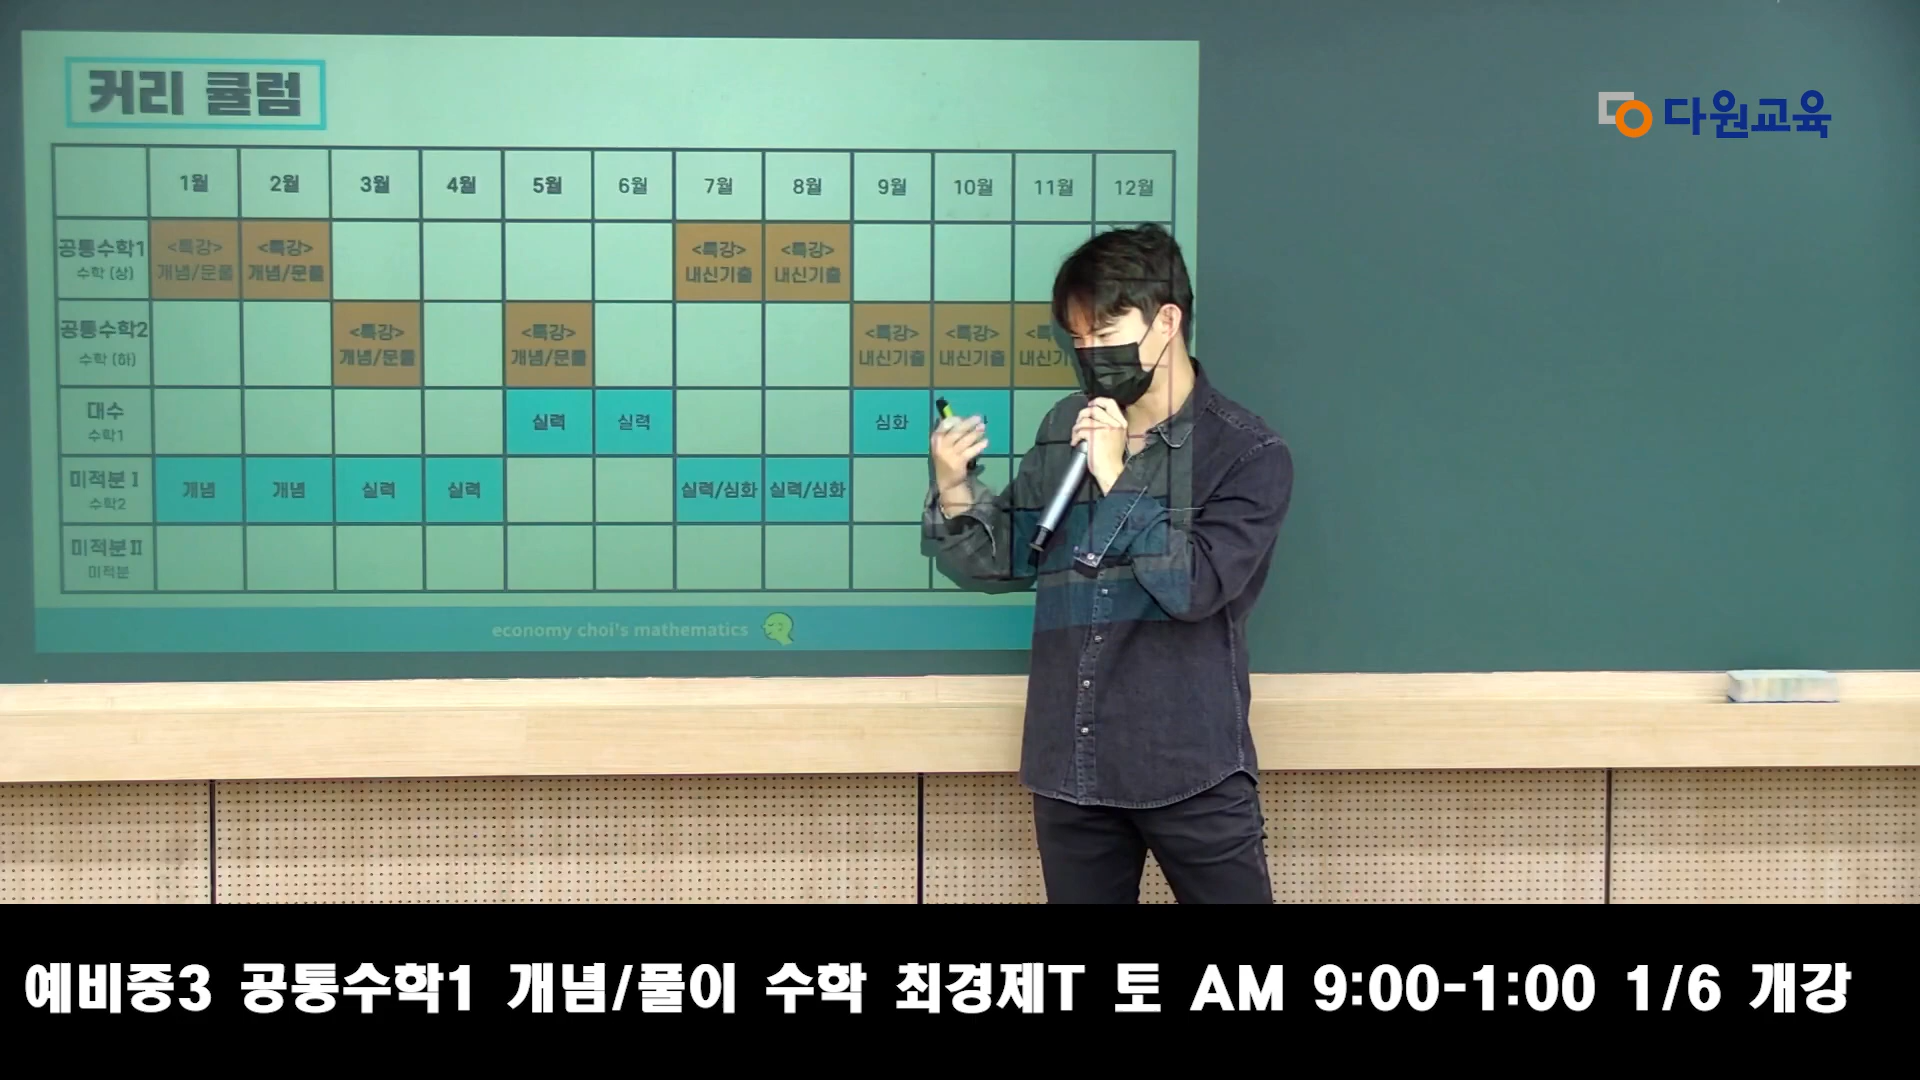 커리 큘럼
다원교육
1월 2월 3월 4월 5월 6월 7월 8월 9월 10월 11월 12월
공통수학1 <특강> <특강> <특강> <특강>
수학 (상) 개념/문풀 개념/문풀 내신기출 내신기출
공통수학2 <특강> <특강> <특강> <특강>
수학 (하) 개념/문풀 개념/문풀 내신기출 내신기출
대수 실력 실력 심화
수학1
미적분Ⅰ 개념 개념 실력 실력 실력/심화 실력/심화
수학2
미적분Ⅱ
미적분
economy choi's mathematics
예비중3 공통수학1 개념/풀이 수학 최경제T 토 AM 9:00-1:00 1/6 개강